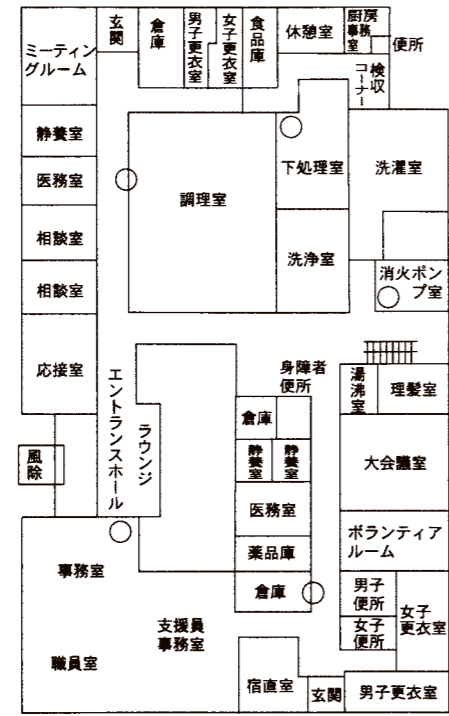 玄関
倉庫
男子更衣室
女子更衣室
食品庫
休憩室
厨房
事務
室
便所
ミーティ
ングルーム
検収
コーナー
静養室
医務室
調理室
下処理室
洗濯室
相談室
洗浄室
相談室
消火ポン
プ室
応接室
エントランスホール
ラウンジ
身障者
便所
湯沸室
理髪室
倉庫
風除
静養室
静養室
大会議室
医務室
ボランティア
ルーム
薬品庫
事務室
倉庫
男子
便所
女子
更衣室
支援員
事務室
女子
便所
職員室
宿直室
玄関
男子更衣室